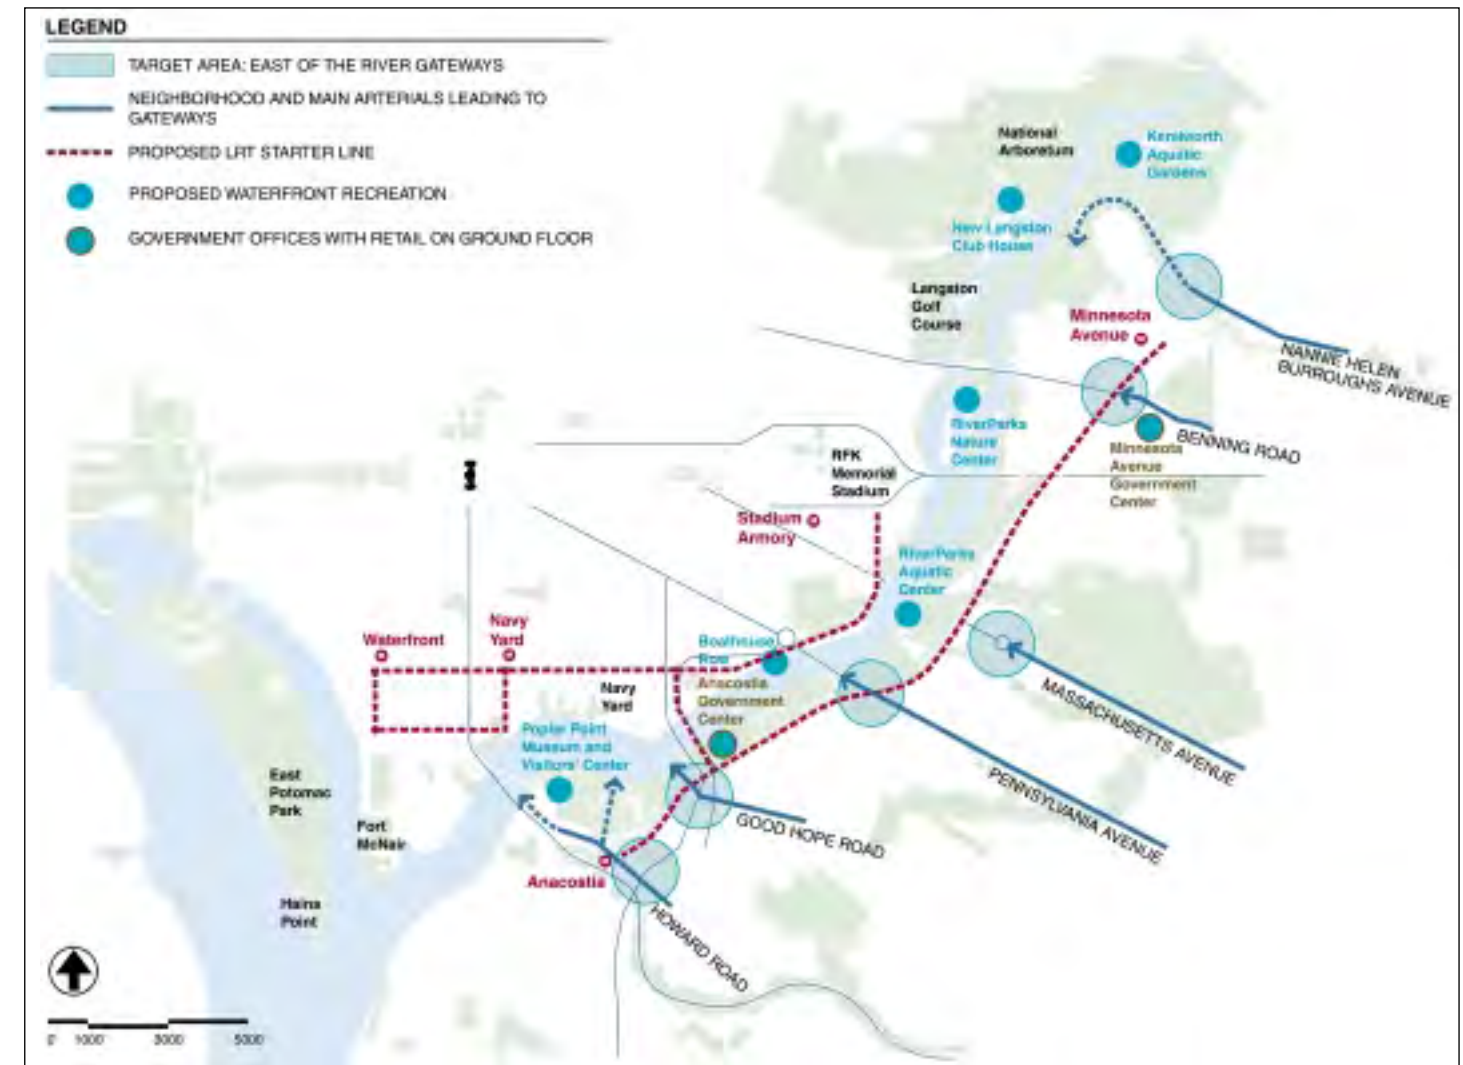 LEGEND
TARGET AREA: EAST OF THE RIVER GATEWAYS
NEIGHBORHOOD AND MAIN ARTERIALS LEADING TO
GATEWAYS
PROPOSED LRT STARTER LINE
PROPOSED WATERFRONT RECREATION
GOVERNMENT OFFICES WITH RETAIL ON GROUND FLOOR
National
Arboretum
Kenilworth
Aquatic
Gardens
New Langston
Club House
Langston
Golf
Course
Minnesota
Avenue
NANNIE HELEN
BURROUGHS AVENUE
RiverParks
Nature
Center
BENNING ROAD
Minnesota
Avenue
Government
Center
RFK
Memorial
Stadium
Stadium
Armory
RiverParks
Aquatic
Center
Waterfront
Navy
Yard
Boathouse
Row
Anacostia
Government
Center
Navy
Yard
MASSACHUSETTS AVENUE
PENNSYLVANIA AVENUE
Poplar Point
Museum and
Visitors' Center
East
Potomac
Park
Fort
McNair
GOOD HOPE ROAD
Anacostia
Hains
Point
HOWARD ROAD
0' 1000 3000 5000